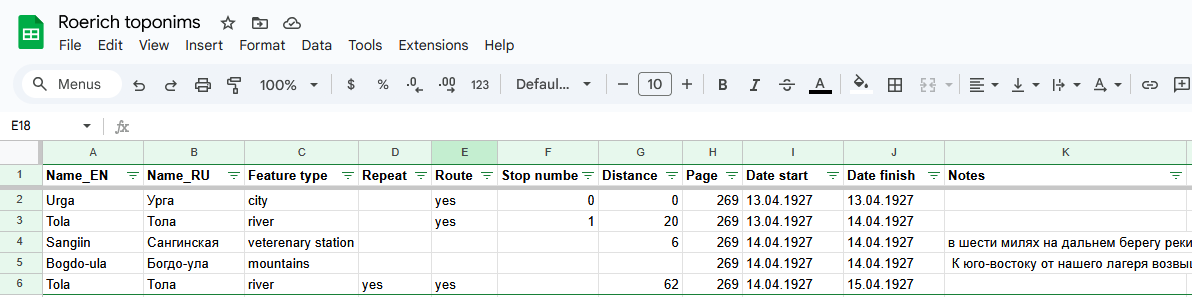 Roerich toponims
File Edit View Insert Format Data Tools Extensions Help
Menus 100% $ % .0 .00 123 Defaul... − 10 + B I S A
E18 fx
A B C D E F G H I J K
1 Name_EN Name_RU Feature type Repeat Route Stop numbe Distance Page Date start Date finish Notes
2 Urga Урга city yes 0 0 269 13.04.1927 13.04.1927
3 Tola Тола river yes 1 20 269 13.04.1927 14.04.1927
4 Sangiin Сангинская veterenary station 6 269 14.04.1927 14.04.1927 в шести милях на дальнем берегу реки
5 Bogdo-ula Богдо-ула mountains 269 14.04.1927 14.04.1927 К юго-востоку от нашего лагеря возвы
6 Tola Тола river yes yes 62 269 14.04.1927 15.04.1927